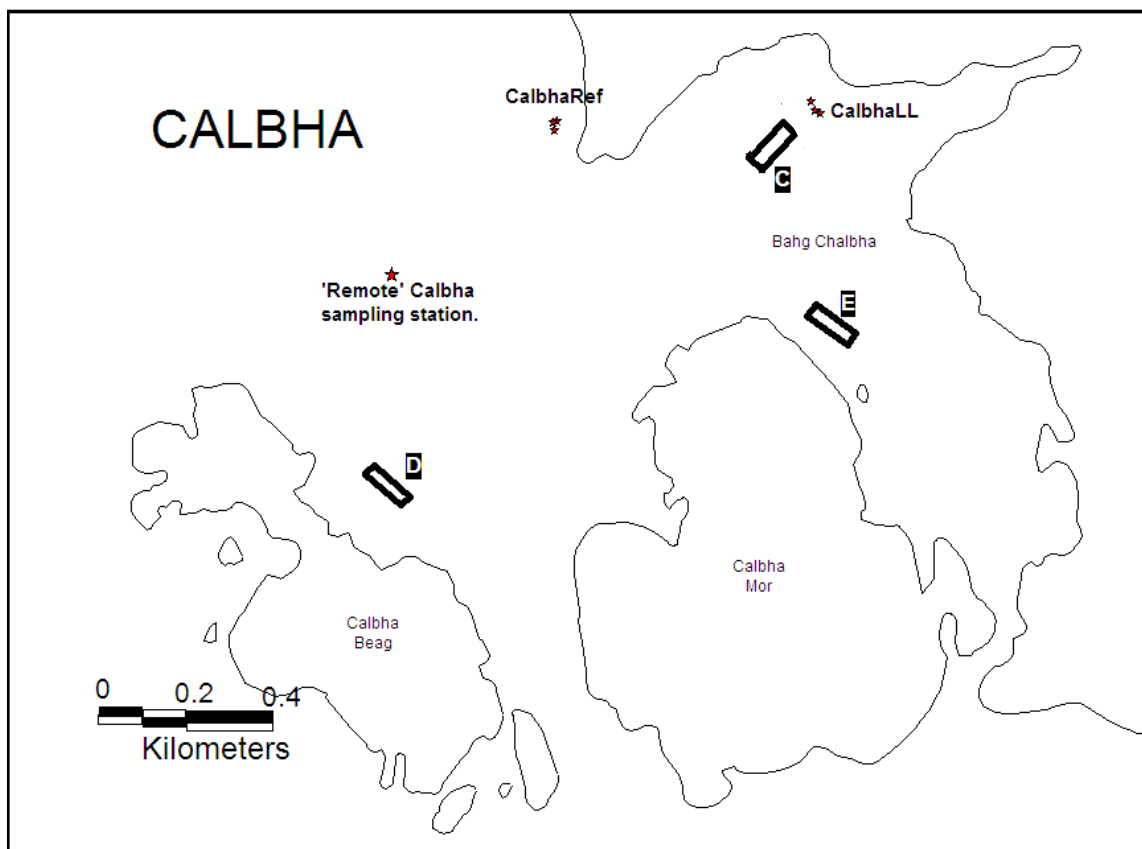 CalbhaRef
CALBHA
CalbhaLL
C
Bahg Chalbha
'Remote' Calbha
sampling station.
E
D
Calbha
Mor
Calbha
Beag
0 0.2 0.4
Kilometers